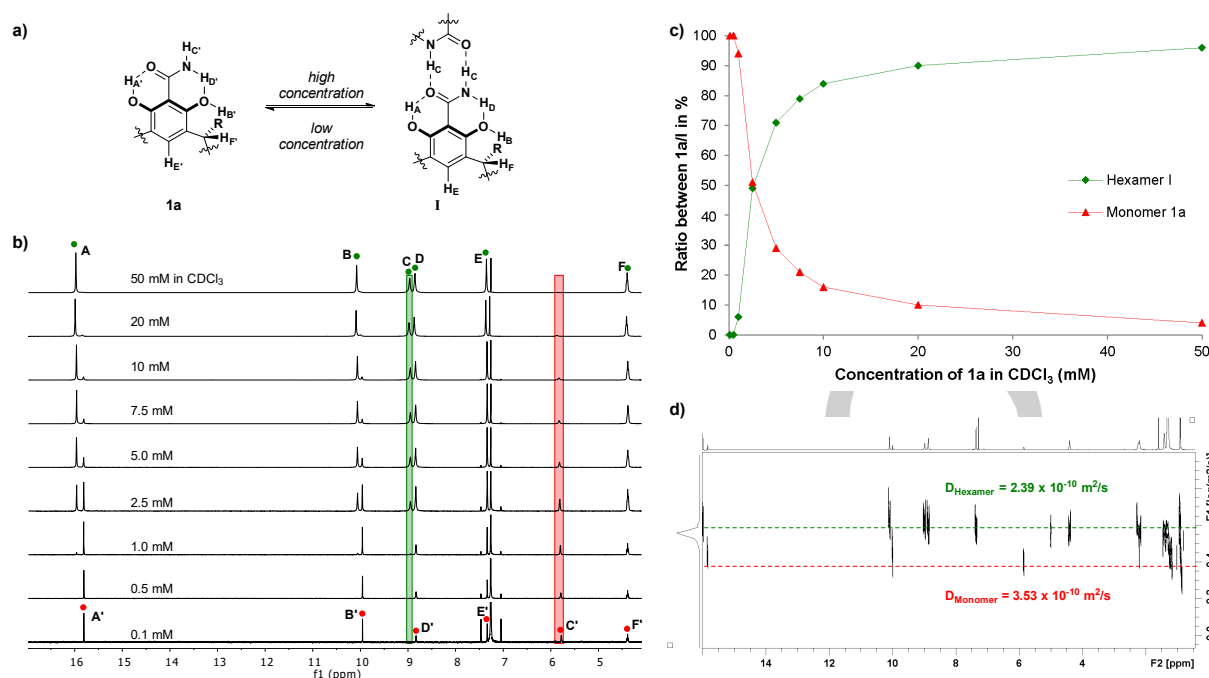 a)
H_C'
O N H_D'
H_A'
O O H_B'
R
H_F'
H_E'
1a
high
concentration
low
concentration
N O
H_C H_C
O N
H_A H_D
O O H_B
R
H_F
H_E
I
b)
A B C D E F
50 mM in CDCl₃
20 mM
10 mM
7.5 mM
5.0 mM
2.5 mM
1.0 mM
0.5 mM
A' B' D' E' C' F'
0.1 mM
16 15 14 13 12 11 10 9 8 7 6 5
f1 (ppm)
c)
Ratio between 1a/I in %
100
90
80
70
60
50
40
30
20
10
0
Hexamer I
Monomer 1a
0 10 20 30 40 50
Concentration of 1a in CDCl₃ (mM)
d)
D_Hexamer = 2.39 x 10⁻¹⁰ m²/s
D_Monomer = 3.53 x 10⁻¹⁰ m²/s
14 12 10 8 6 4 F2 [ppm]